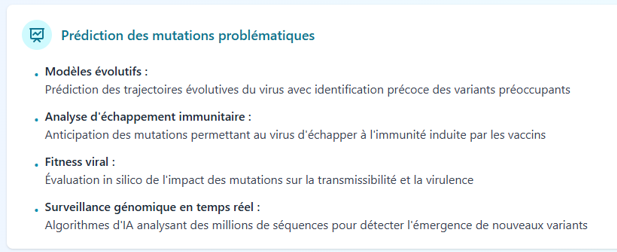 Prédiction des mutations problématiques
• Modèles évolutifs :
Prédiction des trajectoires évolutives du virus avec identification précoce des variants préoccupants
• Analyse d'échappement immunitaire :
Anticipation des mutations permettant au virus d'échapper à l'immunité induite par les vaccins
• Fitness viral :
Évaluation in silico de l'impact des mutations sur la transmissibilité et la virulence
• Surveillance génomique en temps réel :
Algorithmes d'IA analysant des millions de séquences pour détecter l'émergence de nouveaux variants